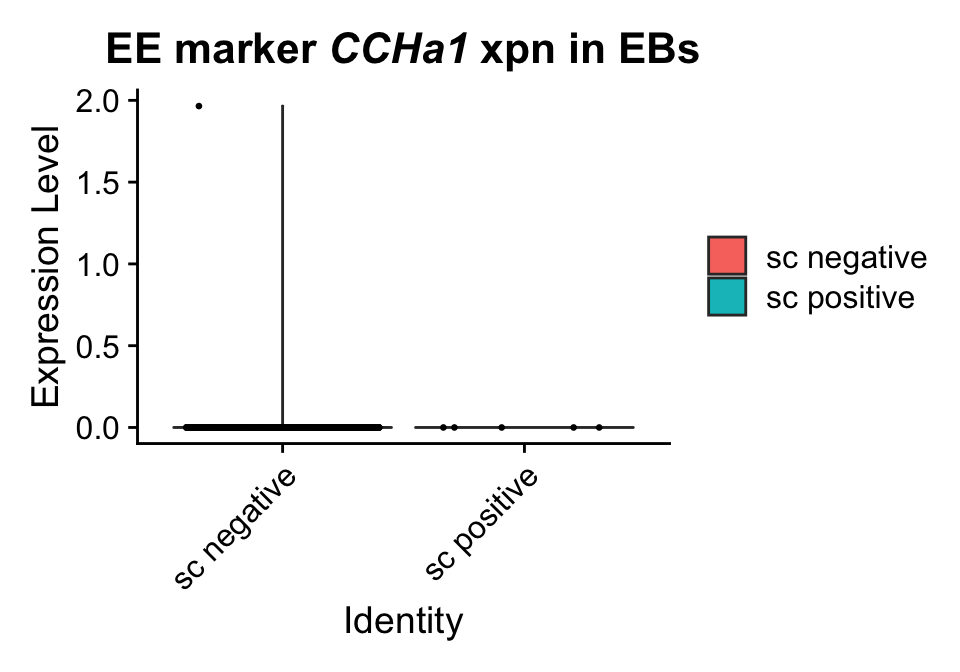 EE marker CCHa1 xpn in EBs
Expression Level
2.0
1.5
1.0
0.5
0.0
sc negative
sc positive
Identity
sc negative
sc positive